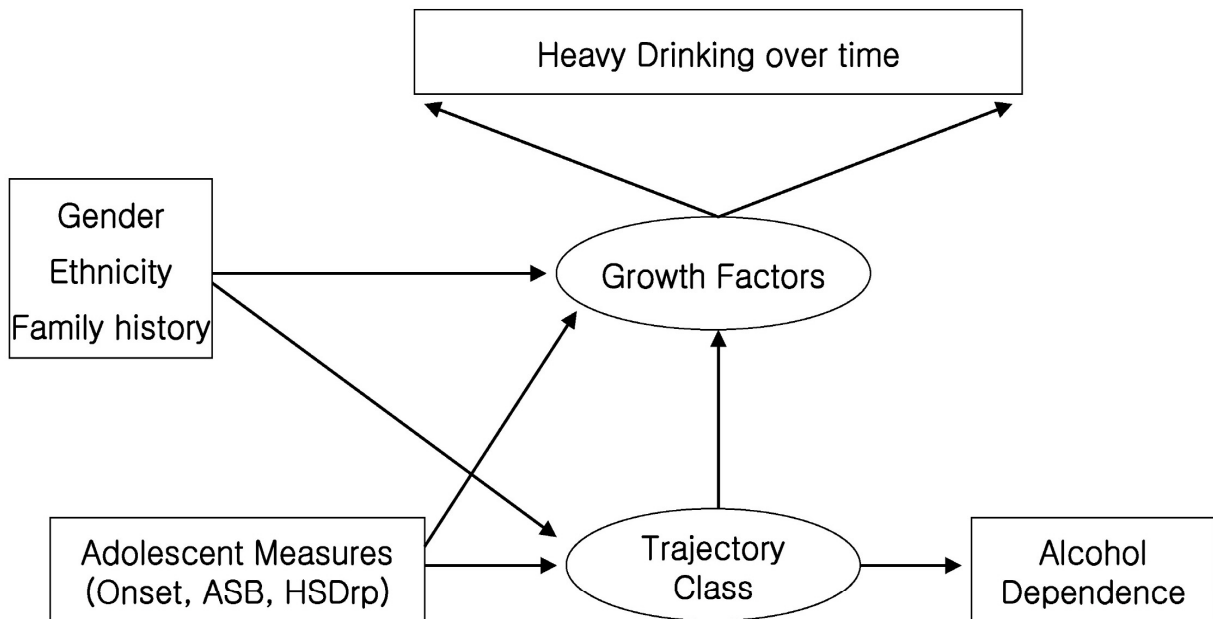 Heavy Drinking over time
Gender
Ethnicity
Family history
Growth Factors
Adolescent Measures
(Onset, ASB, HSDrp)
Trajectory
Class
Alcohol
Dependence